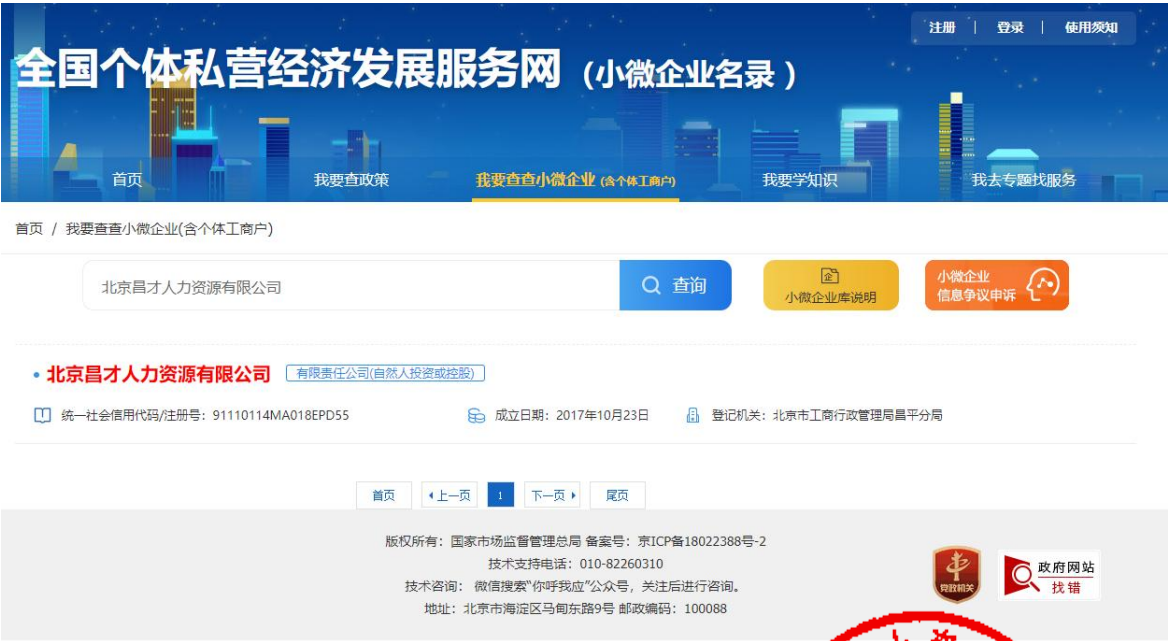 注册 | 登录 | 使用须知
全国个体私营经济发展服务网（小微企业名录）
首页 我要查政策 我要查查小微企业 (含个体工商户) 我要学知识 我去专题找服务
首页 / 我要查查小微企业(含个体工商户)
北京昌才人力资源有限公司 查询 小微企业库说明 小微企业
信息争议申诉
• 北京昌才人力资源有限公司 有限责任公司(自然人投资或控股)
统一社会信用代码/注册号：91110114MA018EPD55 成立日期：2017年10月23日 登记机关：北京市工商行政管理局昌平分局
首页 上一页 1 下一页 尾页
版权所有：国家市场监督管理总局 备案号：京ICP备18022388号-2
技术支持电话：010-82260310
技术咨询： 微信搜索“你呼我应”公众号，关注后进行咨询。
地址：北京市海淀区马甸东路9号 邮政编码：100088
党政机关
政府网站
找错